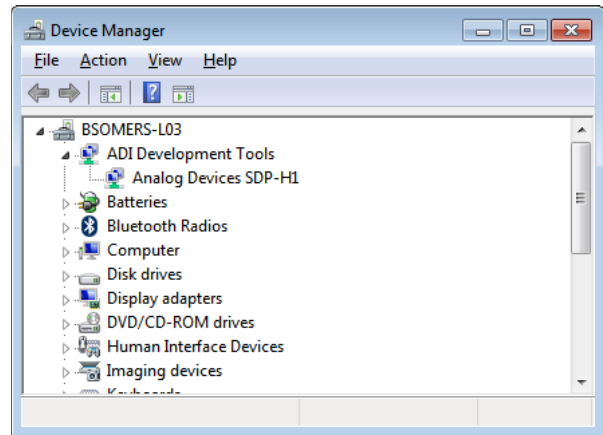 Device Manager
File Action View Help
BSOMERS-L03
ADI Development Tools
Analog Devices SDP-H1
Batteries
Bluetooth Radios
Computer
Disk drives
Display adapters
DVD/CD-ROM drives
Human Interface Devices
Imaging devices
Keyboards